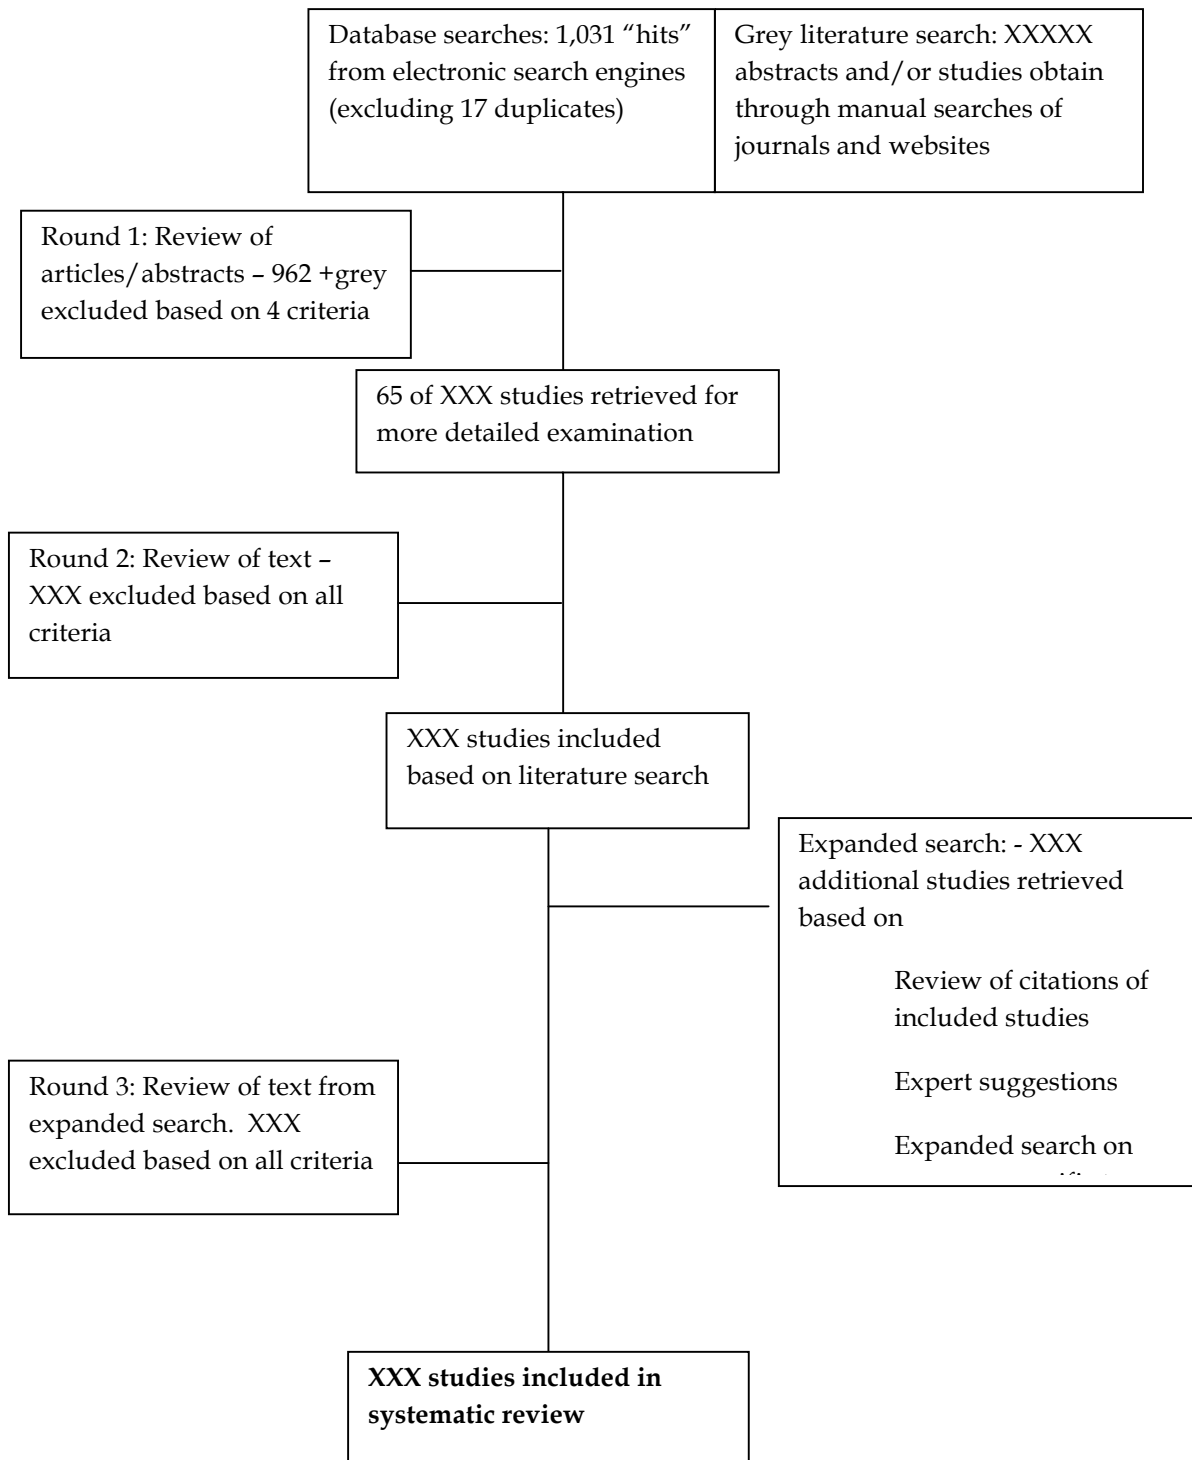 Database searches: 1,031 “hits”
from electronic search engines
(excluding 17 duplicates)
Grey literature search: XXXXX
abstracts and/or studies obtain
through manual searches of
journals and websites
Round 1: Review of
articles/abstracts – 962 +grey
excluded based on 4 criteria
65 of XXX studies retrieved for
more detailed examination
Round 2: Review of text –
XXX excluded based on all
criteria
XXX studies included
based on literature search
Expanded search: - XXX
additional studies retrieved
based on
Review of citations of
included studies
Expert suggestions
Expanded search on
Round 3: Review of text from
expanded search.  XXX
excluded based on all criteria
XXX studies included in
systematic review